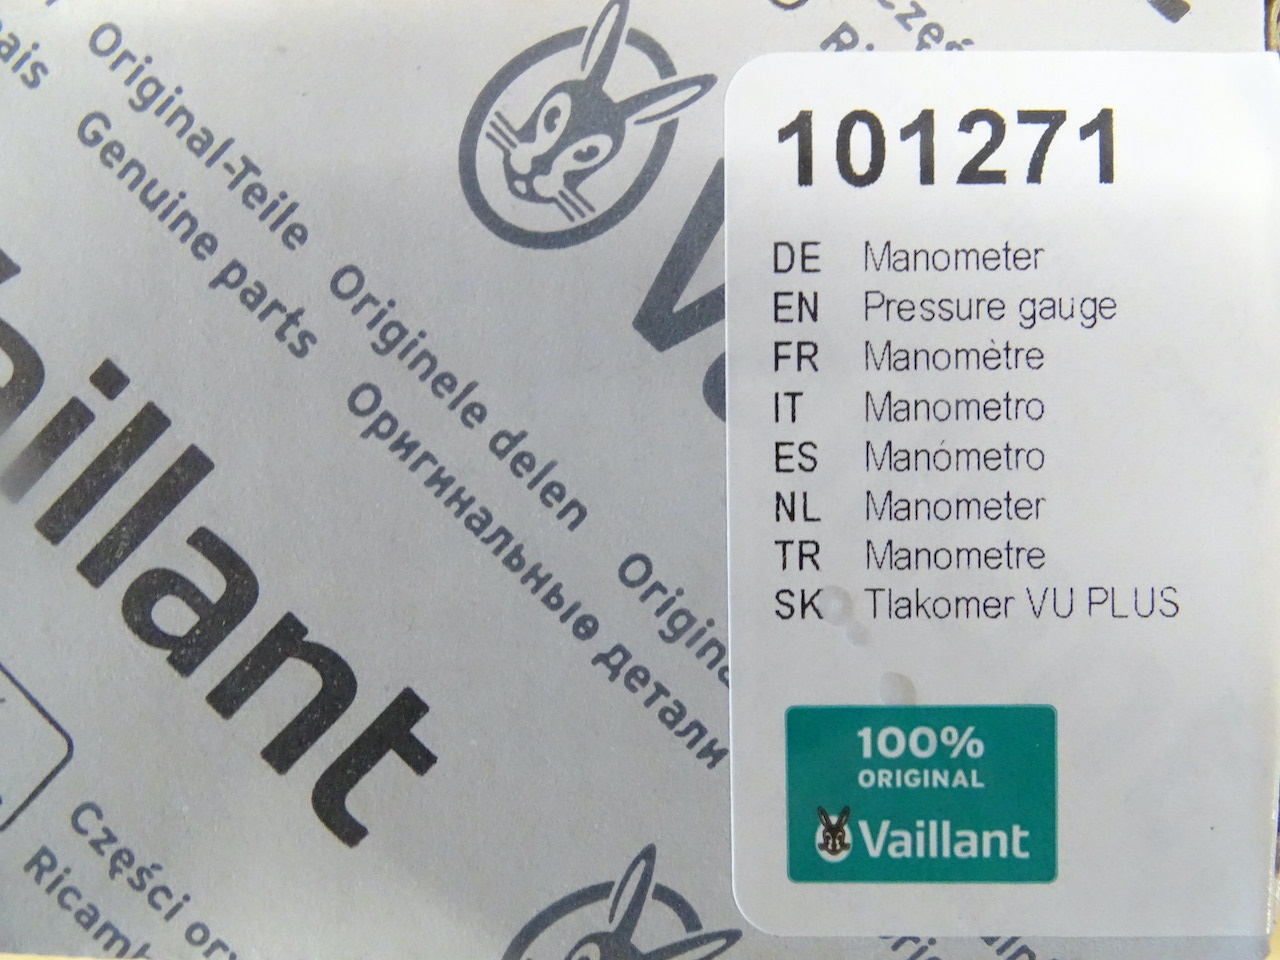 Original-Teile
Genuine parts
Originele delen
Оригинальные детали
Vaillant
101271
DE Manometer
EN Pressure gauge
FR Manomètre
IT Manometro
ES Manómetro
NL Manometer
TR Manometre
SK Tlakomer VU PLUS
100%
ORIGINAL
Vaillant
Części